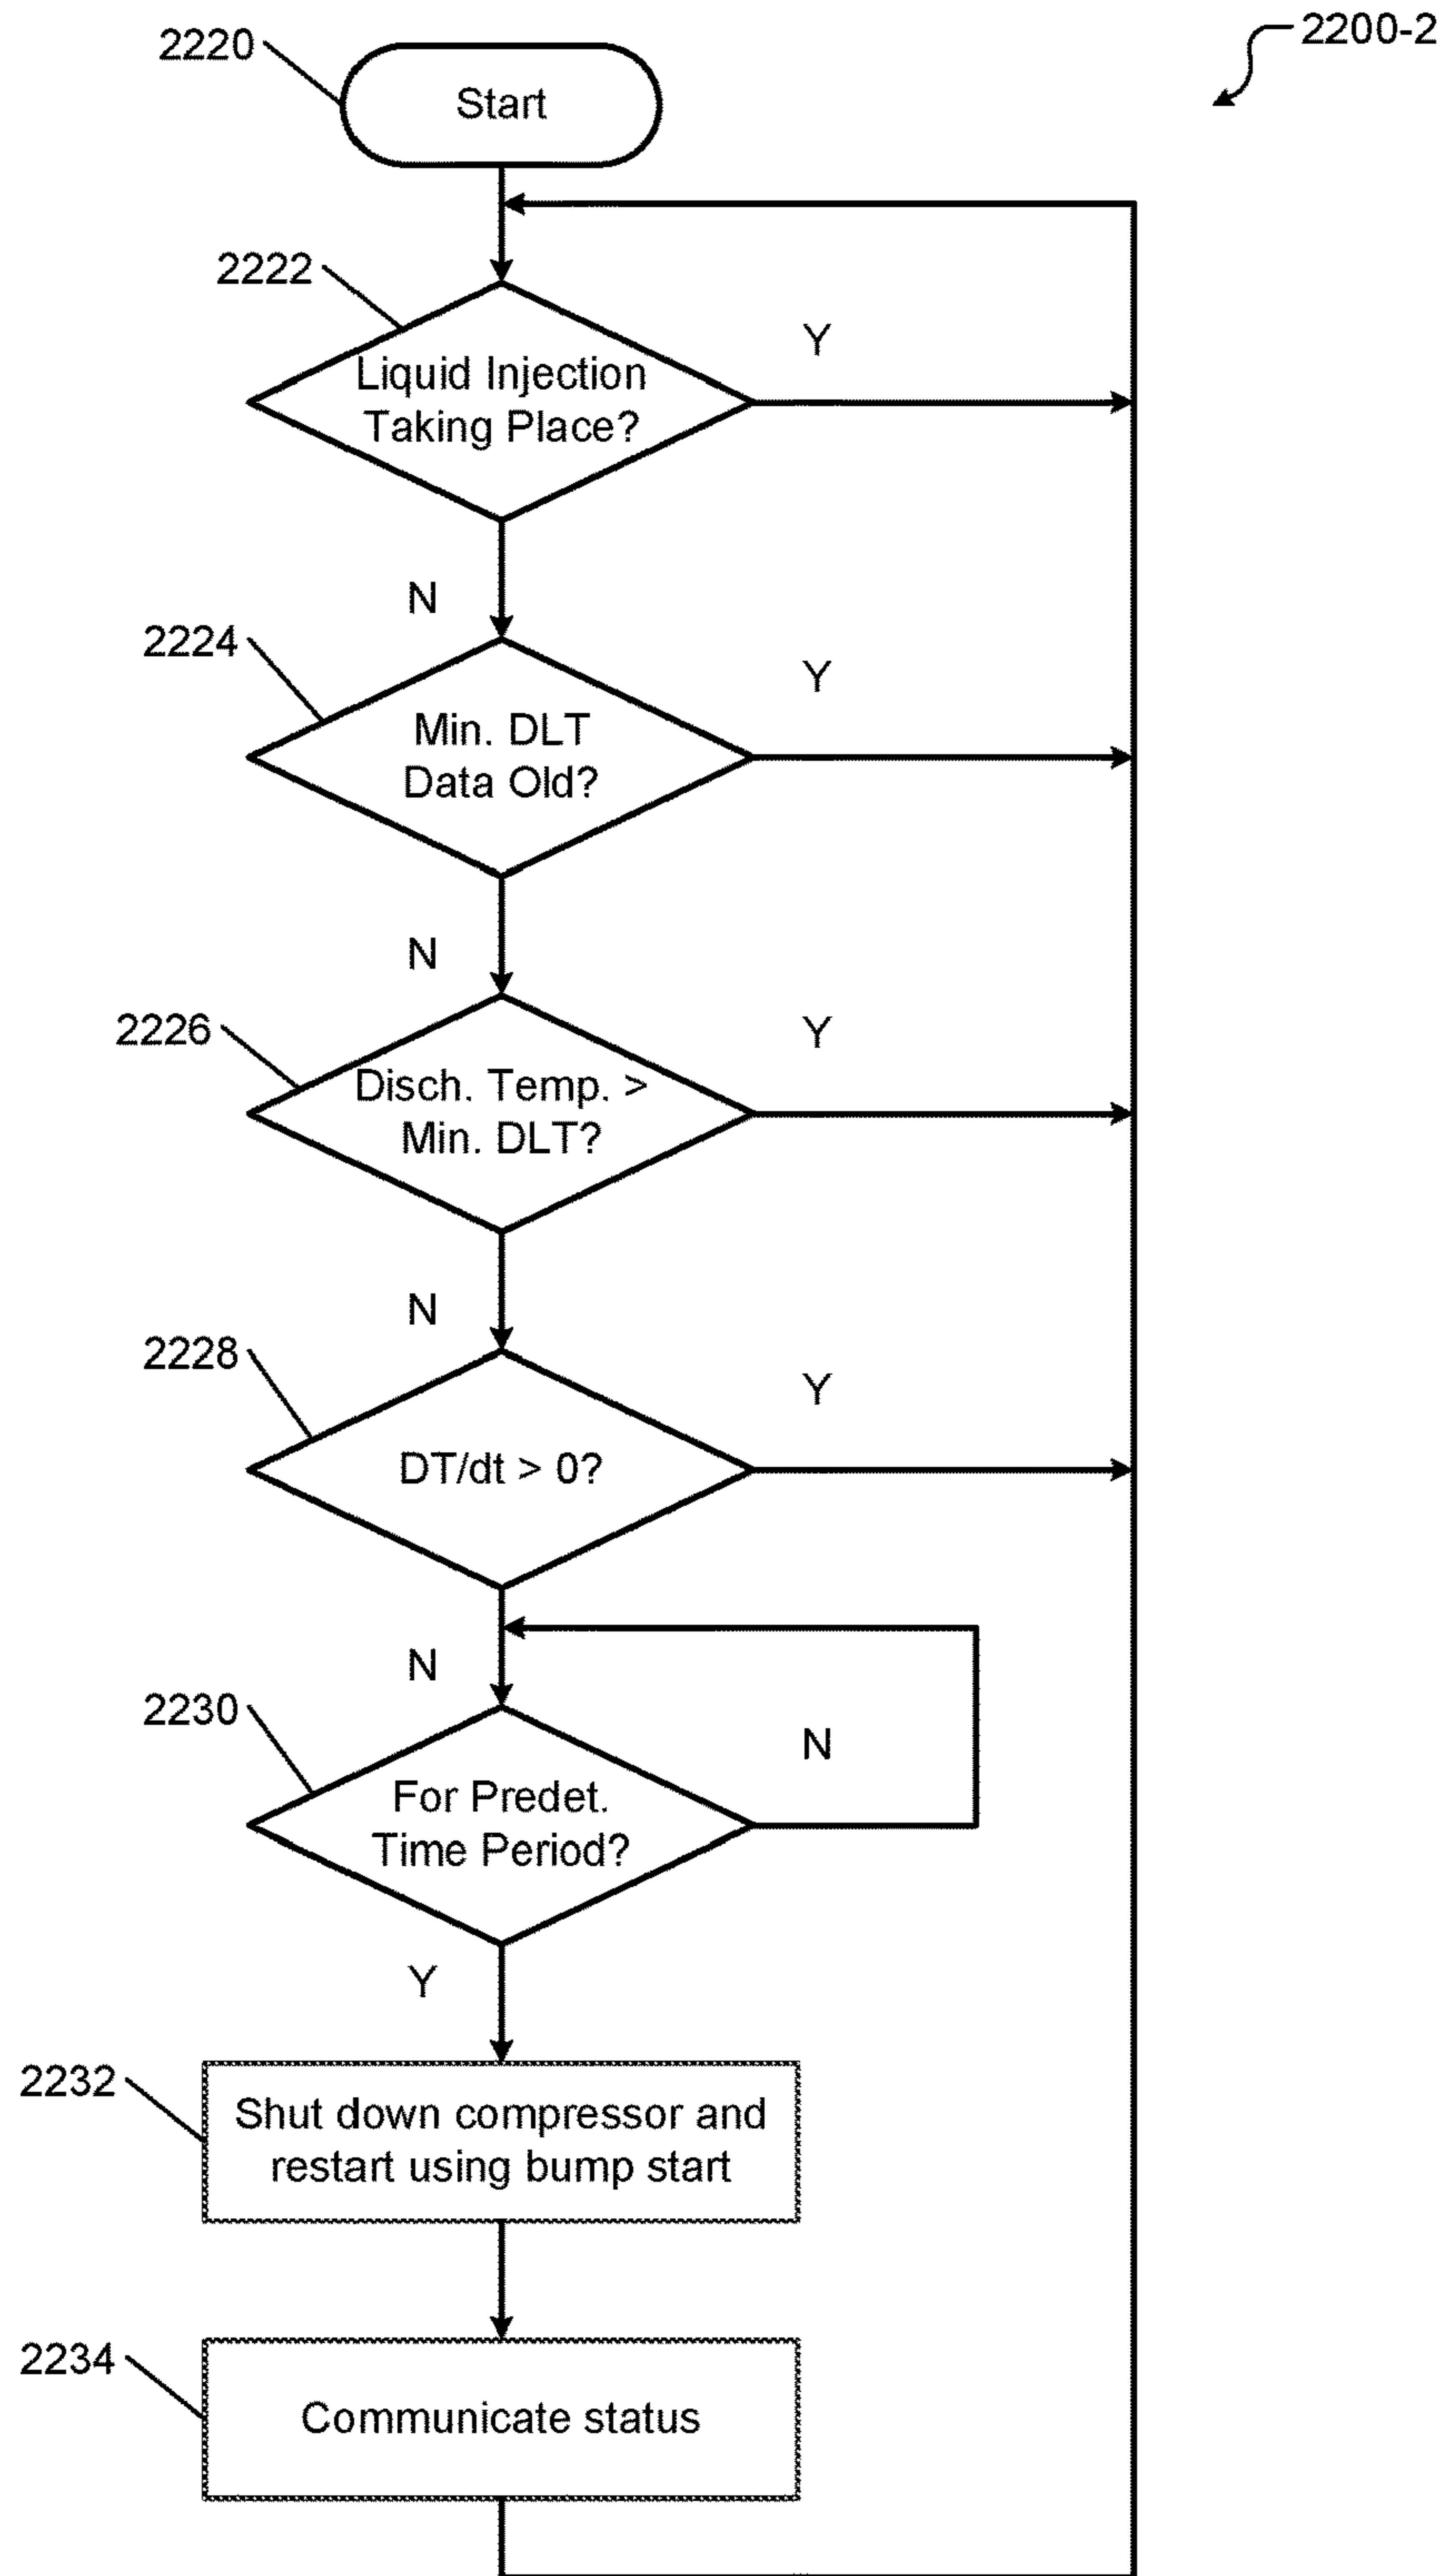 2200-2
2220
Start
2222
Liquid Injection
Taking Place?
Y
N
2224
Min. DLT
Data Old?
Y
N
2226
Disch. Temp. >
Min. DLT?
Y
N
2228
DT/dt > 0?
Y
N
2230
For Predet.
Time Period?
N
Y
2232
Shut down compressor and
restart using bump start
2234
Communicate status